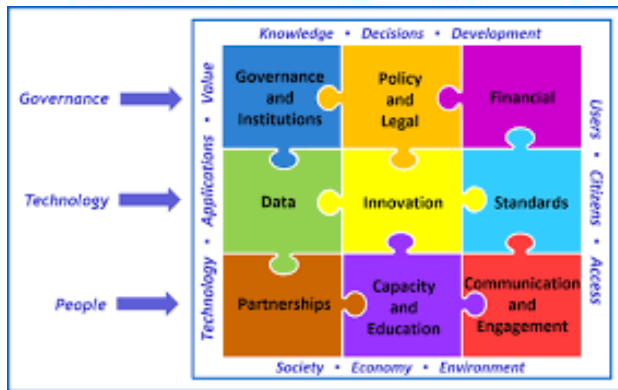 Knowledge • Decisions • Development
Governance
Technology
People
Technology • Applications • Value
Governance
and
Institutions
Policy
and
Legal
Financial
Data
Innovation
Standards
Partnerships
Capacity
and
Education
Communication
and
Engagement
Users • Citizens • Access
Society • Economy • Environment